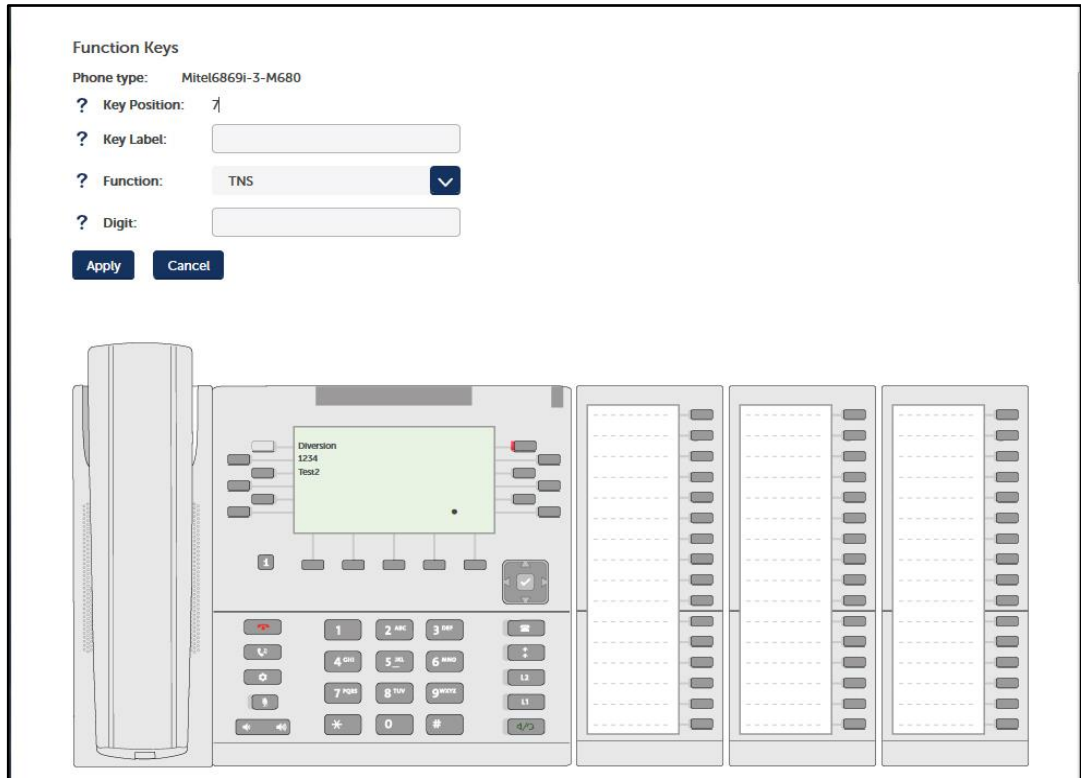 Function Keys
Phone type: Mitel6869i-3-M680
? Key Position: 7
? Key Label:
? Function: TNS
? Digit:
Apply Cancel
Diversion
1234
Test2
i
1 2 ABC 3 DEF
4 GHI 5 JKL 6 MNO
L2
7 PQRS 8 TUV 9 WXYZ
L1
* 0 #